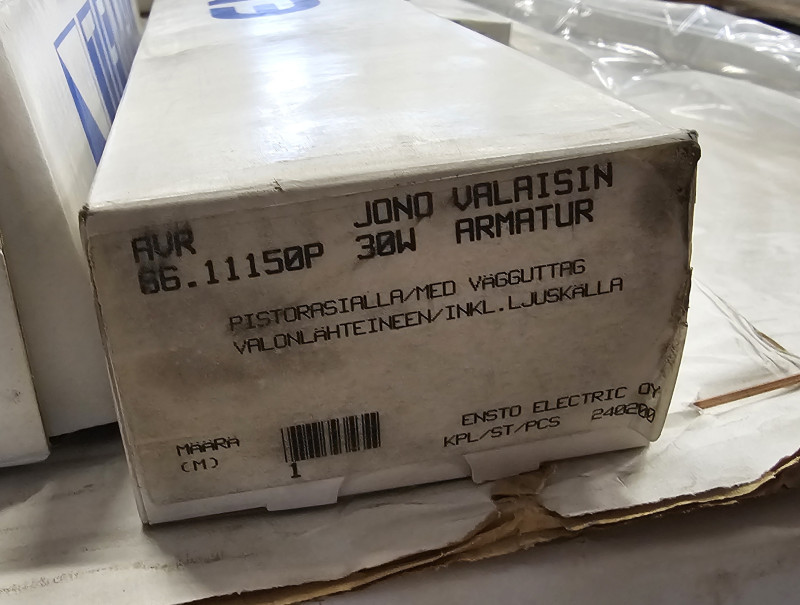 JONO VALAISIN
AVR
66.11150P 30W ARMATUR
PISTORASIALLA/MED VÄGGUTTAG
VALONLÄHTEINEEN/INKL.LJUSKÄLLA
ENSTO ELECTRIC OY
MÄÄRÄ
KPL/ST/PCS 240200
(M)
1